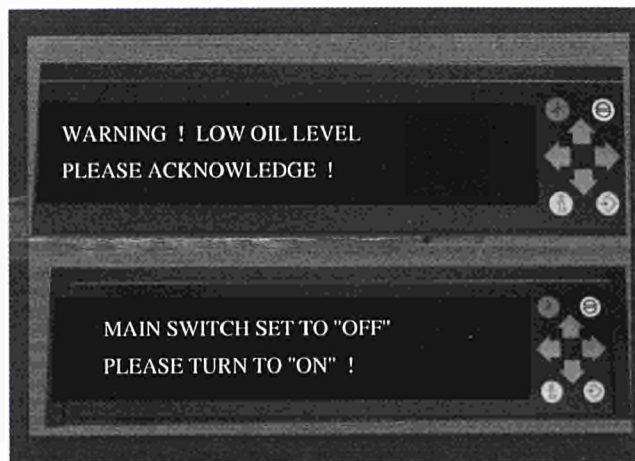 WARNING ! LOW OIL LEVEL
PLEASE ACKNOWLEDGE !
MAIN SWITCH SET TO "OFF"
PLEASE TURN TO "ON" !